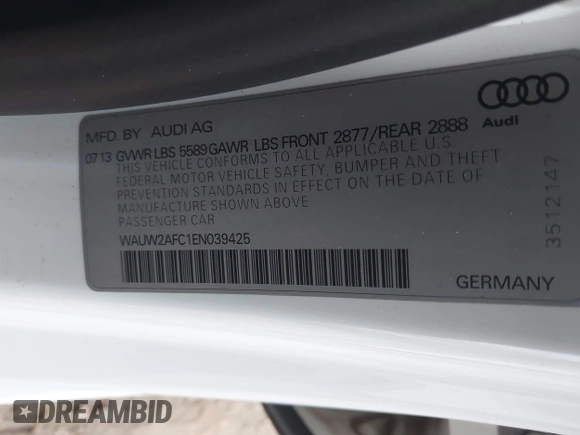 MFD. BY AUDI AG
Audi
07 13 GVWR LBS 5589 GAWR LBS FRONT 2877/REAR 2888
THIS VEHICLE CONFORMS TO ALL APPLICABLE U.S
FEDERAL MOTOR VEHICLE SAFETY, BUMPER AND THEFT
PREVENTION STANDARDS IN EFFECT ON THE DATE OF
MANUFACTURE SHOWN ABOVE
PASSENGER CAR
WAUW2AFC1EN039425
3512147
GERMANY
DREAMBID